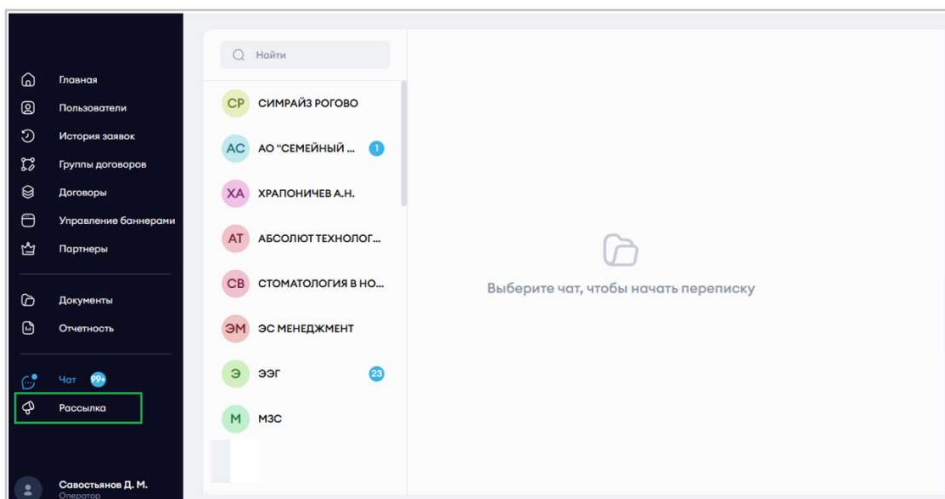 Главная
Пользователи
История заявок
Группы договоров
Договоры
Управление баннерами
Партнеры
Документы
Отчетность
Чат 99+
Рассылка
Савостьянов Д. М.
Оператор
Найти
СР СИМРАЙЗ РОГОВО
АС АО "СЕМЕЙНЫЙ ... 1
ХА ХРАПОНИЧЕВ А.Н.
АТ АБСОЛЮТ ТЕХНОЛОГ...
СВ СТОМАТОЛОГИЯ В НО...
ЭМ ЭС МЕНЕДЖМЕНТ
Э ЭЭГ 23
М МЗС
Выберите чат, чтобы начать переписку